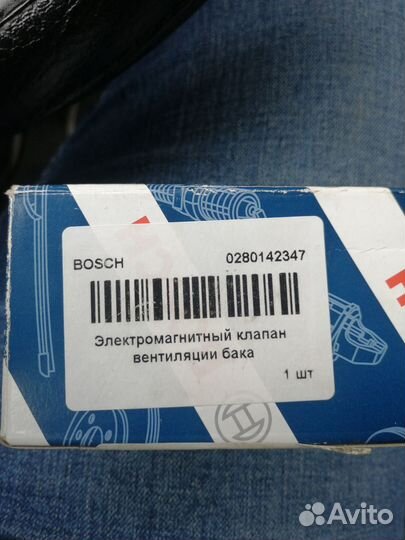 BOSCH 0280142347
Электромагнитный клапан
вентиляции бака
1 шт
Avito